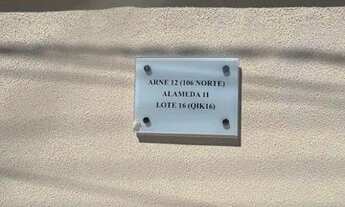 ARNE 12 (106 NORTE)
ALAMEDA 11
LOTE 16 (QIK16)